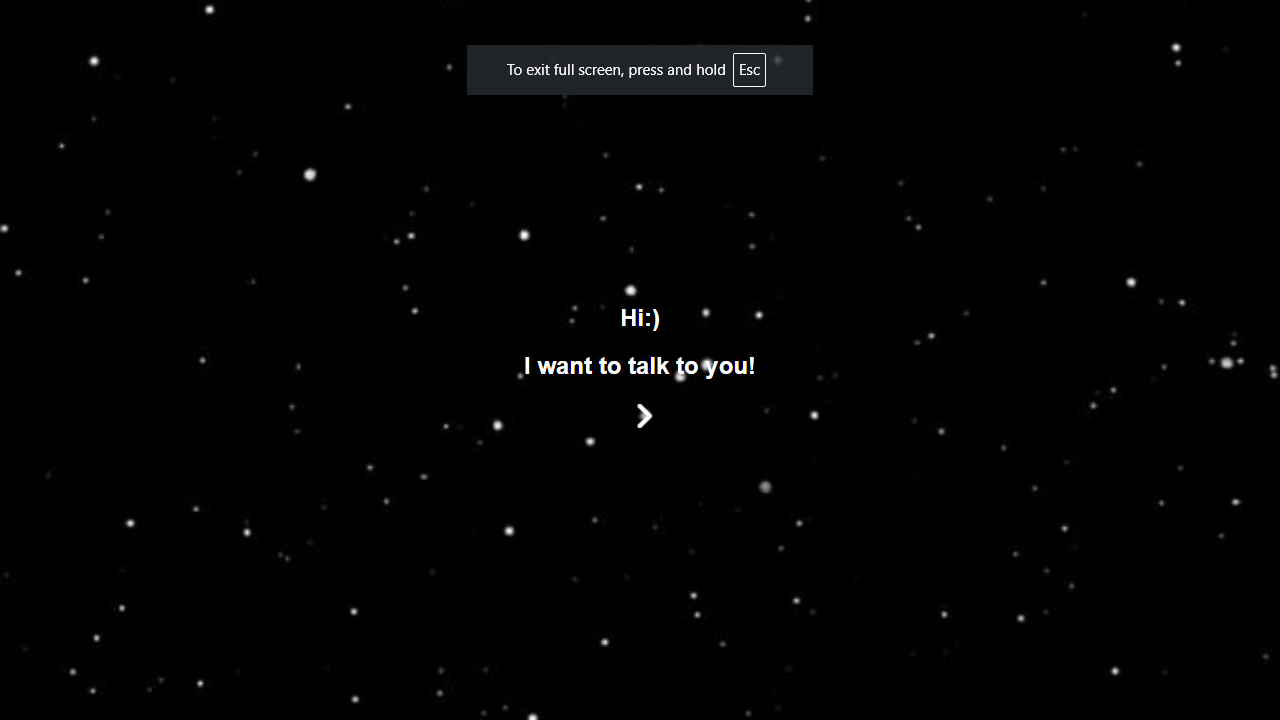 To exit full screen, press and hold Esc
Hi:)
I want to talk to you!